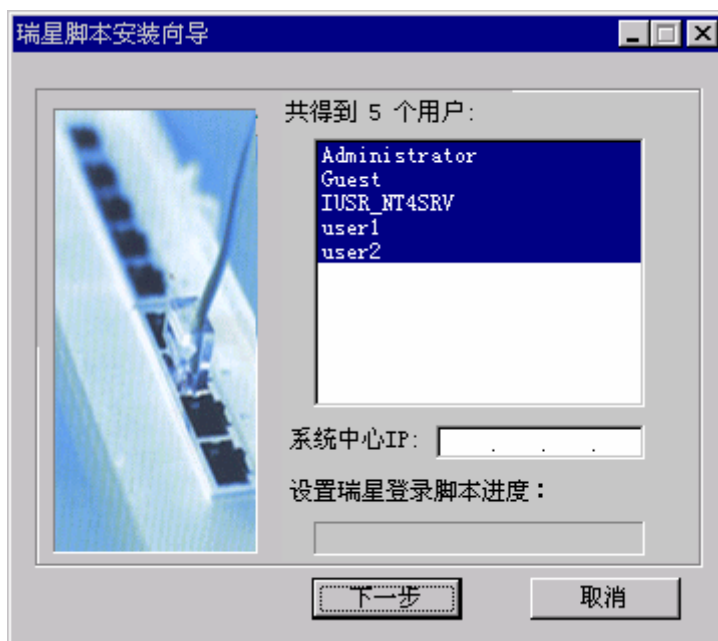 瑞星脚本安装向导
共得到 5 个用户:
Administrator
Guest
IUSR_NT4SRV
user1
user2
系统中心IP: . . .
设置瑞星登录脚本进度：
下一步
取消